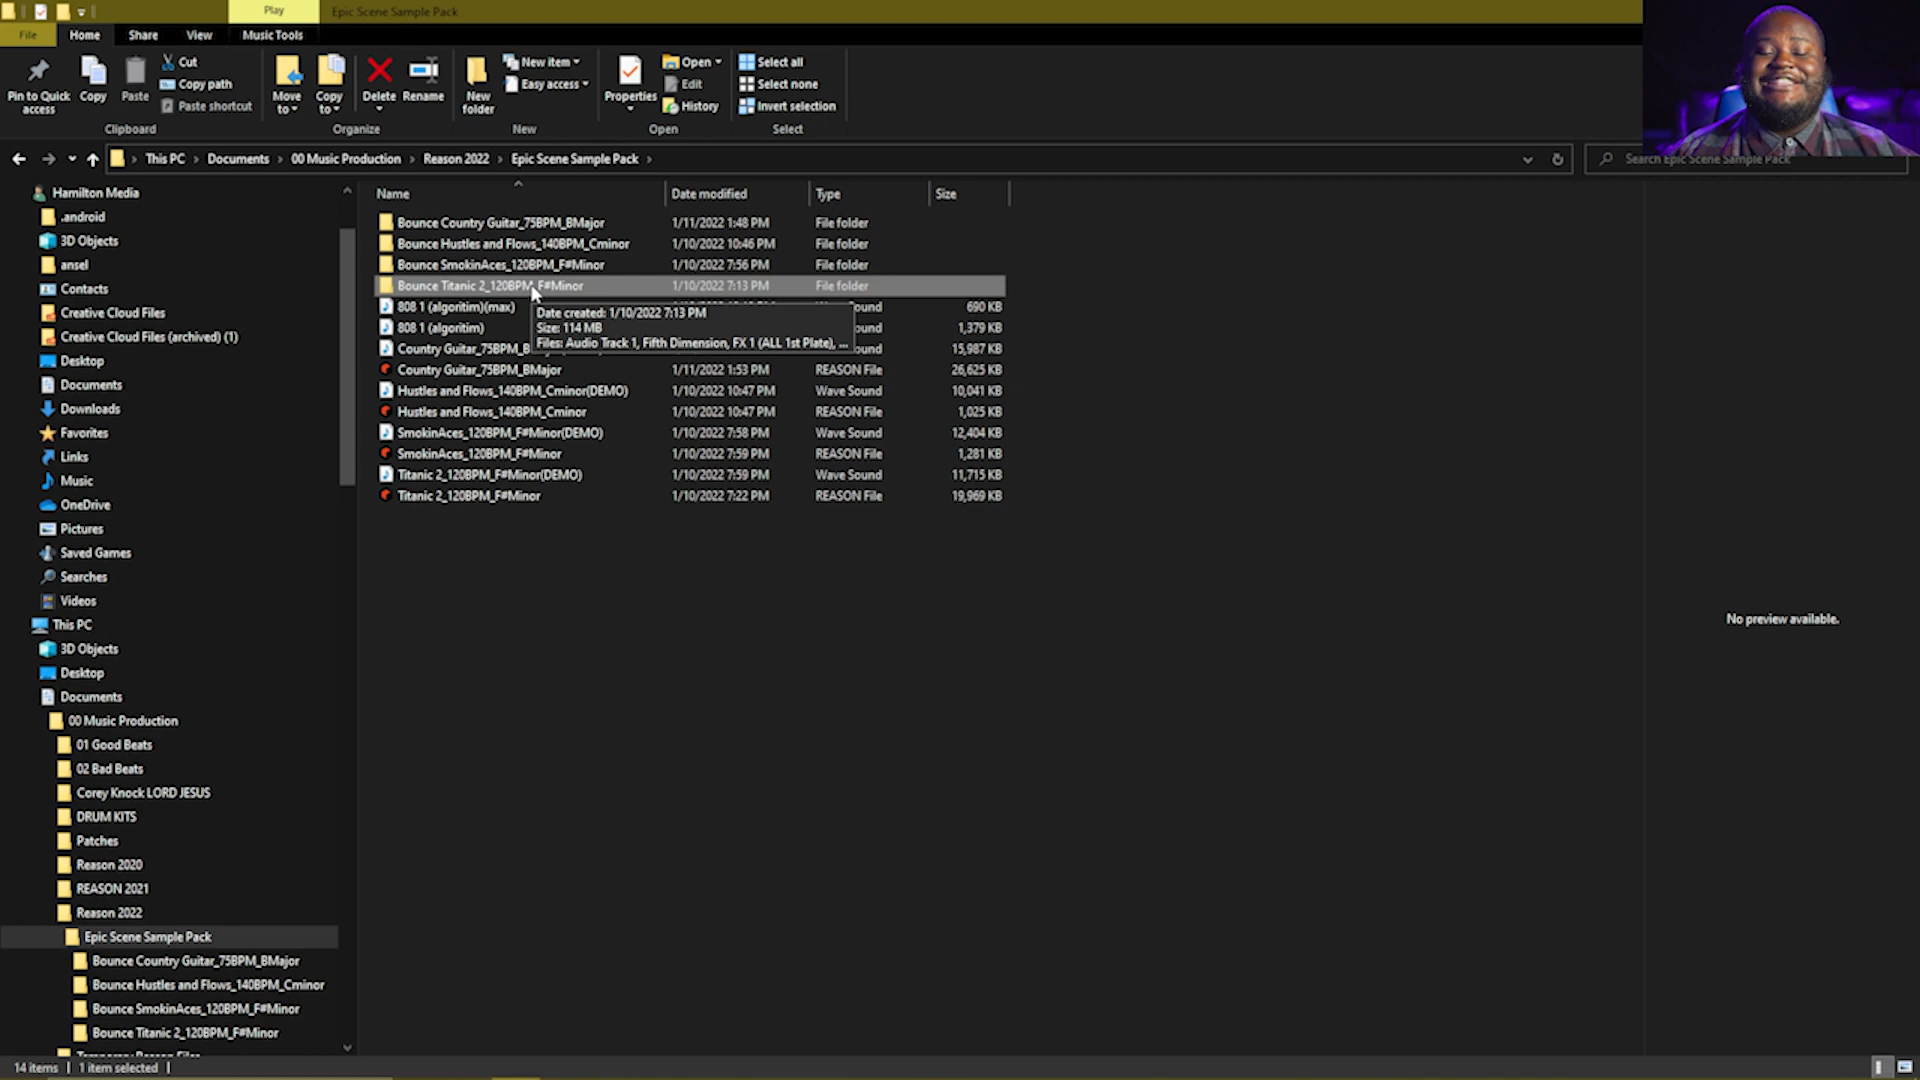 Play
Epic Scene Sample Pack
File
Home
Share
View
Music Tools
Pin to Quick access
Copy
Paste
Cut
Copy path
Paste shortcut
Clipboard
Move to
Copy to
Delete
Rename
Organize
New folder
New item
Easy access
New
Properties
Open
Edit
History
Open
Select all
Select none
Invert selection
Select
This PC > Documents > 00 Music Production > Reason 2022 > Epic Scene Sample Pack >
Search Epic Scene Sample Pack
Hamilton Media
.android
3D Objects
ansel
Contacts
Creative Cloud Files
Creative Cloud Files (archived) (1)
Desktop
Documents
Downloads
Favorites
Links
Music
OneDrive
Pictures
Saved Games
Searches
Videos
This PC
3D Objects
Desktop
Documents
00 Music Production
01 Good Beats
02 Bad Beats
Corey Knock LORD JESUS
DRUM KITS
Patches
Reason 2020
REASON 2021
Reason 2022
Epic Scene Sample Pack
Bounce Country Guitar_75BPM_BMajor
Bounce Hustles and Flows_140BPM_Cminor
Bounce SmokinAces_120BPM_F#Minor
Bounce Titanic 2_120BPM_F#Minor
Name Date modified Type Size
Bounce Country Guitar_75BPM_BMajor 1/11/2022 1:48 PM File folder
Bounce Hustles and Flows_140BPM_Cminor 1/10/2022 10:46 PM File folder
Bounce SmokinAces_120BPM_F#Minor 1/10/2022 7:56 PM File folder
Bounce Titanic 2_120BPM_F#Minor 1/10/2022 7:13 PM File folder
808 1 (algoritim)(max) ound 690 KB
808 1 (algoritim) ound 1,379 KB
Country Guitar_75BPM_B ound 15,987 KB
Date created: 1/10/2022 7:13 PM
Size: 114 MB
Files: Audio Track 1, Fifth Dimension, FX 1 (ALL 1st Plate), ...
Country Guitar_75BPM_BMajor 1/11/2022 1:53 PM REASON File 26,625 KB
Hustles and Flows_140BPM_Cminor(DEMO) 1/10/2022 10:47 PM Wave Sound 10,041 KB
Hustles and Flows_140BPM_Cminor 1/10/2022 10:47 PM REASON File 1,025 KB
SmokinAces_120BPM_F#Minor(DEMO) 1/10/2022 7:58 PM Wave Sound 12,404 KB
SmokinAces_120BPM_F#Minor 1/10/2022 7:59 PM REASON File 1,281 KB
Titanic 2_120BPM_F#Minor(DEMO) 1/10/2022 7:59 PM Wave Sound 11,715 KB
Titanic 2_120BPM_F#Minor 1/10/2022 7:22 PM REASON File 19,969 KB
No preview available.
14 items | 1 item selected |